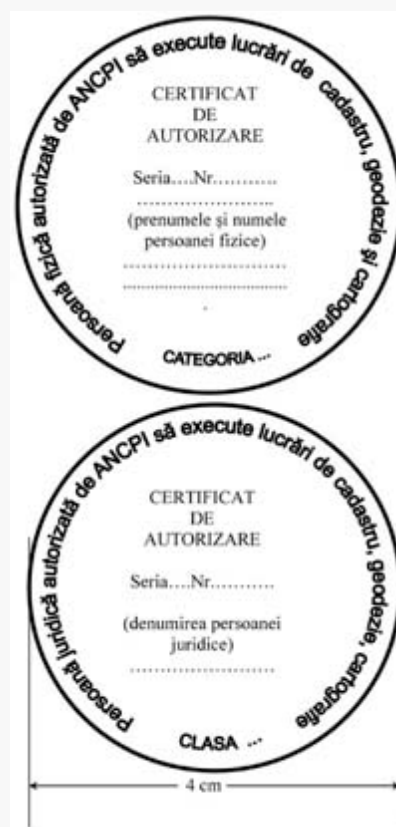 Persoană fizică autorizată de ANCPI să execute lucrări de cadastru, geodezie și cartografie
CERTIFICAT
DE
AUTORIZARE
Seria....Nr...........
........................
(prenumele și numele
persoanei fizice)
.............................
.......................................
.
CATEGORIA ...
Persoană juridică autorizată de ANCPI să execute lucrări de cadastru, geodezie, cartografie
CERTIFICAT
DE
AUTORIZARE
Seria....Nr...........
(denumirea persoanei
juridice)
.........................
CLASA ...
4 cm